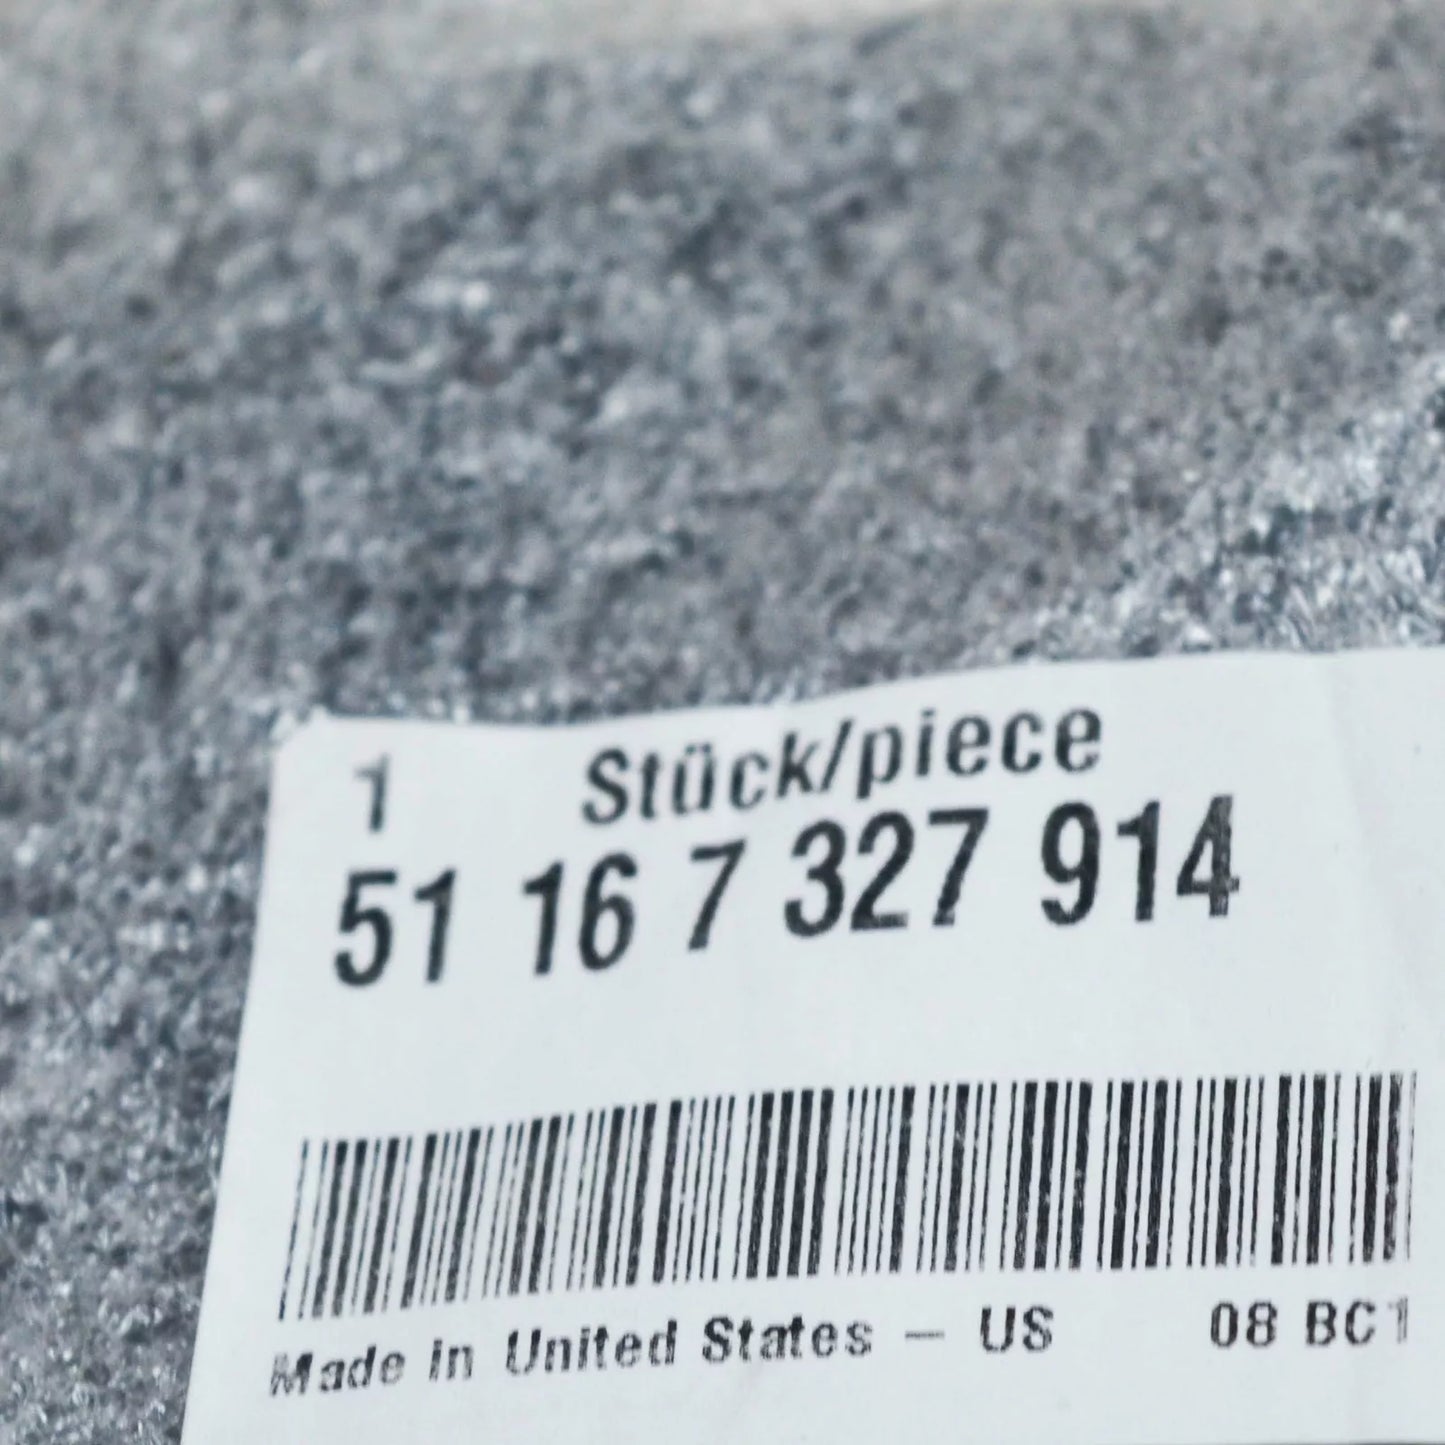 1 Stück/piece
51 16 7 327 914
Made in United States – US 08 BC1